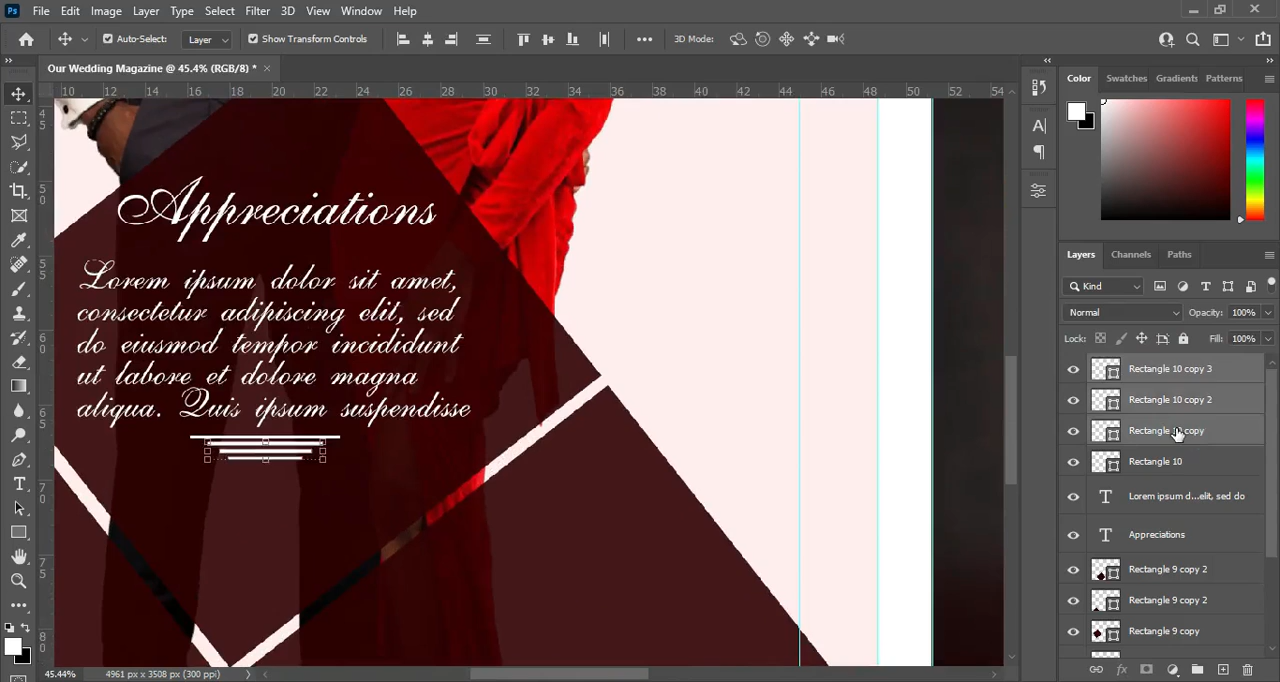 Ps File Edit Image Layer Type Select Filter 3D View Window Help
Auto-Select: Layer Show Transform Controls 3D Mode:
Our Wedding Magazine @ 45.4% (RGB/8) *
10 12 14 16 18 20 22 24 26 28 30 32 34 36 38 40 42 44 46 48 50 52 54
Color Swatches Gradients Patterns
Appreciations
Lorem ipsum dolor sit amet,
consectetur adipiscing elit, sed
do eiusmod tempor incididunt
ut labore et dolore magna
aliqua. Quis ipsum suspendisse
Layers Channels Paths
Kind
Normal Opacity: 100%
Lock: Fill: 100%
Rectangle 10 copy 3
Rectangle 10 copy 2
Rectangle copy
Rectangle 10
Lorem ipsum d...elit, sed do
Appreciations
Rectangle 9 copy 2
Rectangle 9 copy 2
Rectangle 9 copy
45.44% 4961 px x 3508 px (300 ppi)